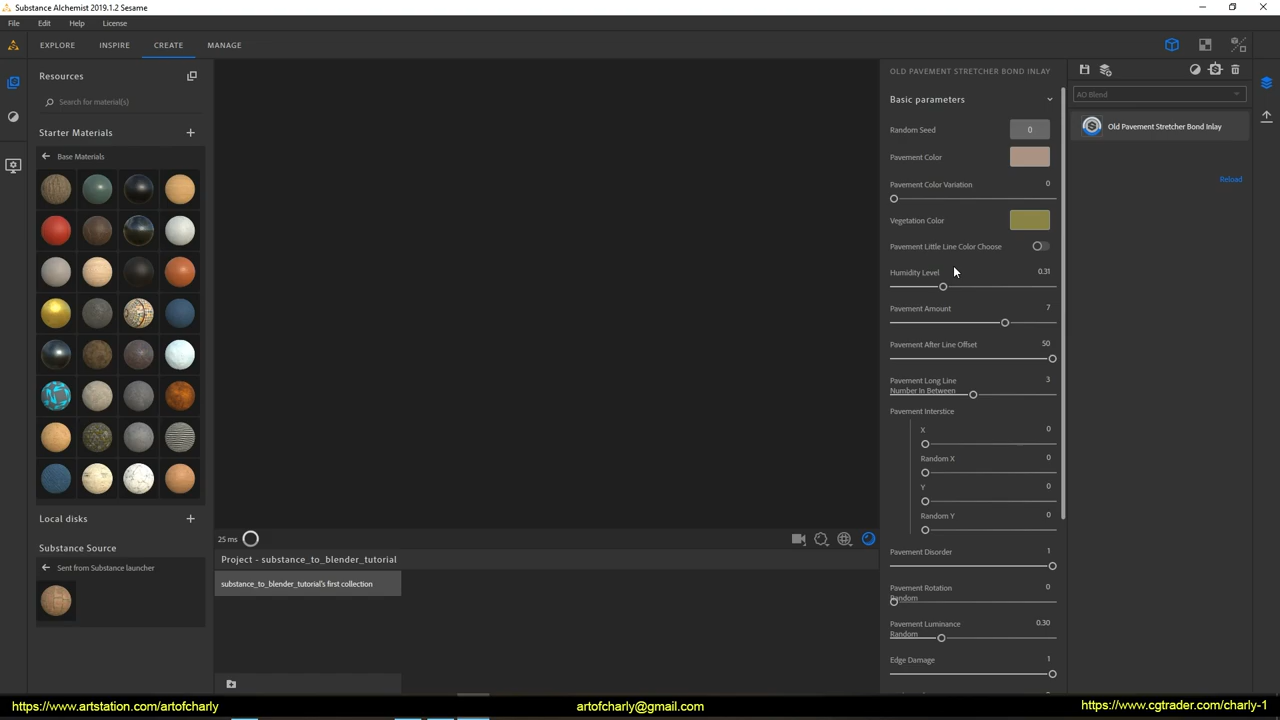 Substance Alchemist 2019.1.2 Sesame
File Edit Help License
EXPLORE INSPIRE CREATE MANAGE
Resources
Search for material(s)
Starter Materials
Base Materials
Local disks
Substance Source
Sent from Substance launcher
25 ms
Project - substance_to_blender_tutorial
substance_to_blender_tutorial's first collection
OLD PAVEMENT STRETCHER BOND INLAY
Basic parameters
Random Seed 0
Pavement Color
Pavement Color Variation 0
Vegetation Color
Pavement Little Line Color Choose
Humidity Level 0.31
Pavement Amount 7
Pavement After Line Offset 50
Pavement Long Line 3
Number In Between
Pavement Interstice
X 0
Random X 0
Y 0
Random Y 0
Pavement Disorder 1
Pavement Rotation 0
Random
Pavement Luminance 0.30
Random
Edge Damage 1
AO Blend
Old Pavement Stretcher Bond Inlay
Reload
https://www.artstation.com/artofcharly artofcharly@gmail.com https://www.cgtrader.com/charly-1